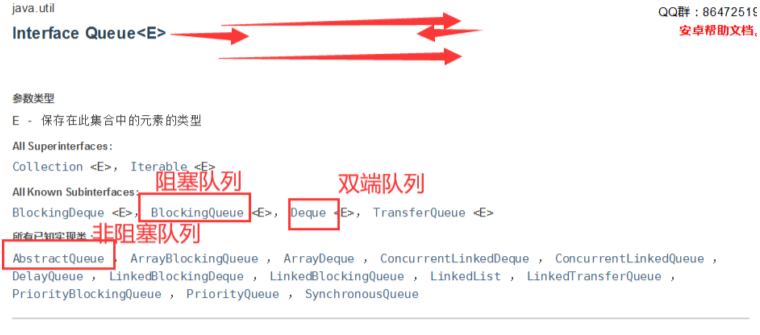 java.util
QQ群：86472519
Interface Queue<E>
安卓帮助文档。
参数类型
E - 保存在此集合中的元素的类型
All Superinterfaces:
Collection <E>， Iterable <E>
阻塞队列
双端队列
All Known Subinterfaces:
BlockingDeque <E>， BlockingQueue <E>， Deque <E>， TransferQueue <E>
所有已知实现类：
非阻塞队列
AbstractQueue ， ArrayBlockingQueue ， ArrayDeque ， ConcurrentLinkedDeque ， ConcurrentLinkedQueue ，
DelayQueue ， LinkedBlockingDeque ， LinkedBlockingQueue ， LinkedList ， LinkedTransferQueue ，
PriorityBlockingQueue ， PriorityQueue ， SynchronousQueue